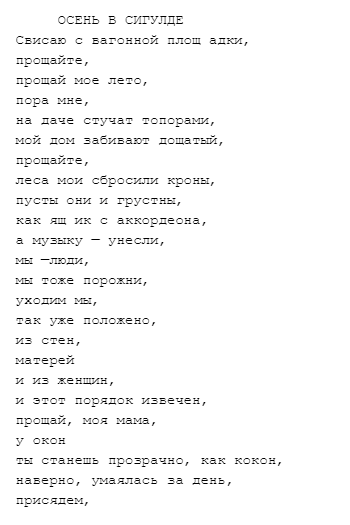 ОСЕНЬ В СИГУЛДЕ
Свисаю с вагонной площ адки,
прощайте,
прощай мое лето,
пора мне,
на даче стучат топорами,
мой дом забивают дощатый,
прощайте,
леса мои сбросили кроны,
пусты они и грустны,
как ящ ик с аккордеона,
а музыку — унесли,
мы —люди,
мы тоже порожни,
уходим мы,
так уже положено,
из стен,
матерей
и из женщин,
и этот порядок извечен,
прощай, моя мама,
у окон
ты станешь прозрачно, как кокон,
наверно, умаялась за день,
присядем,